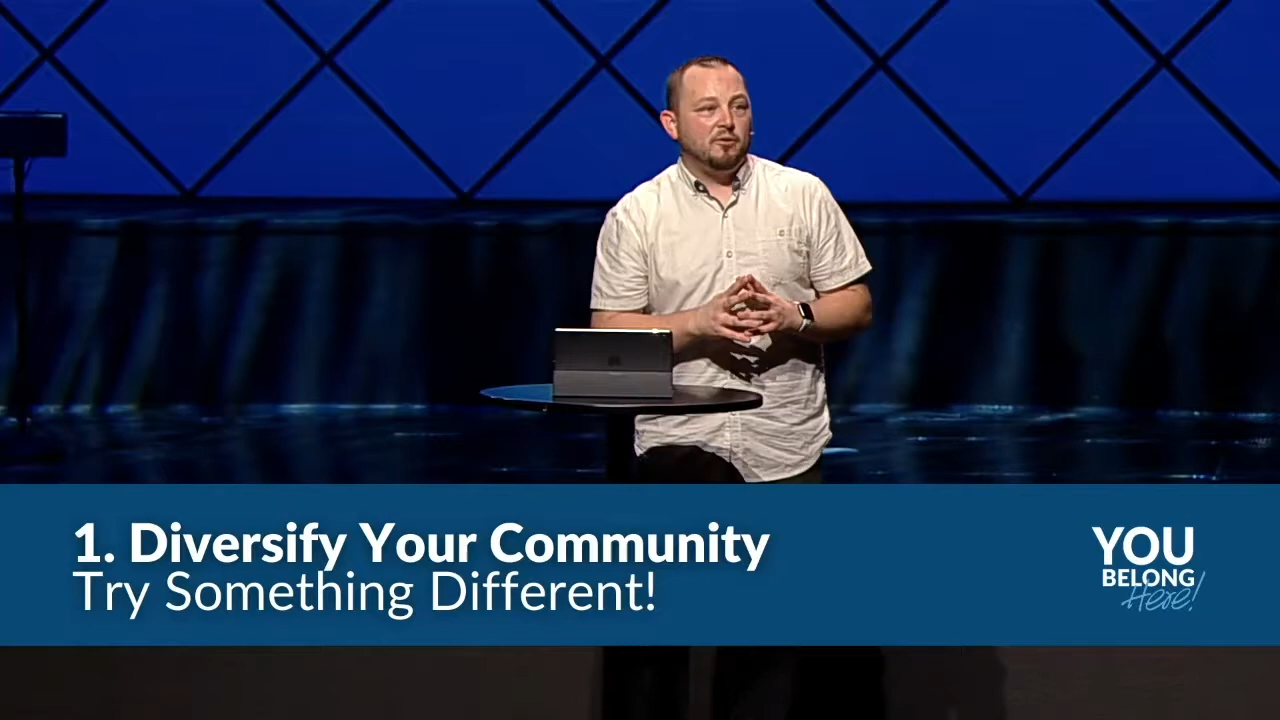 1. Diversify Your Community
Try Something Different!
YOU
BELONG
Here!